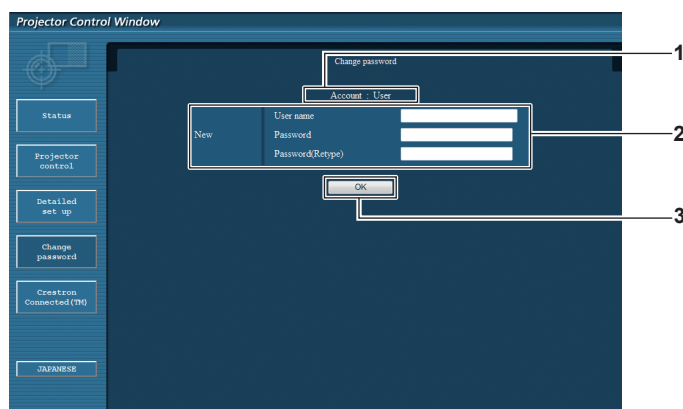 Projector Control Window
1
Change password
Account : User
Status
User name
New
Password
2
Password(Retype)
Projector
control
OK
3
Detailed
set up
Change
password
Crestron
Connected(TM)
JAPANESE